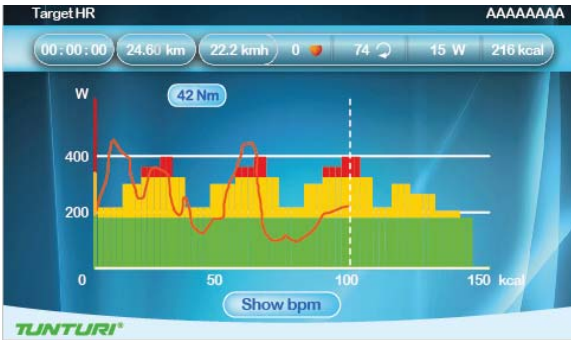 Target HR AAAAAAAA
00:00:00 24.60 km 22.2 kmh 0 74 15 W 216 kcal
W 42 Nm
400
200
0 50 100 150 kcal
Show bpm
TUNTURI®